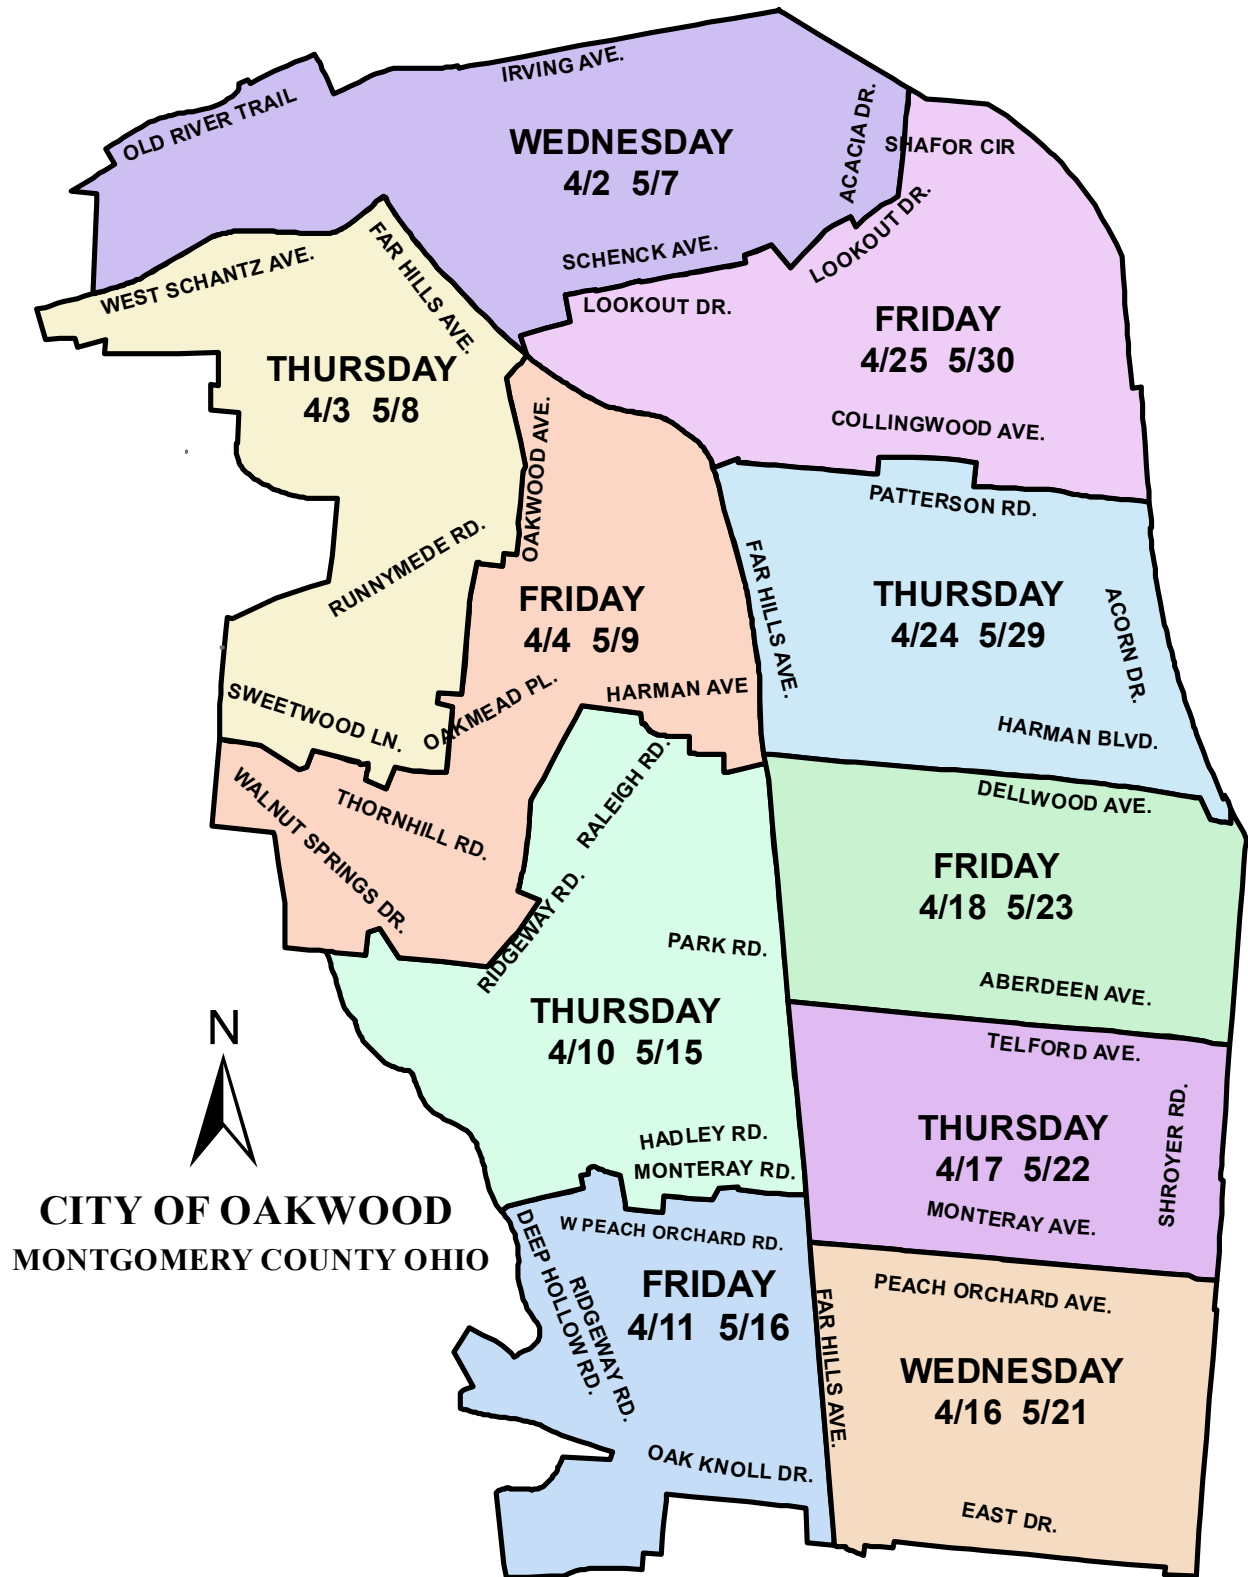 IRVING AVE.
OLD RIVER TRAIL
WEDNESDAY
4/2 5/7
ACACIA DR.
SHAFOR CIR
LOOKOUT DR.
SCHENCK AVE.
LOOKOUT DR.
WEST SCHANTZ AVE.
FAR HILLS AVE.
THURSDAY
4/3 5/8
FRIDAY
4/25 5/30
COLLINGWOOD AVE.
OAKWOOD AVE.
PATTERSON RD.
RUNNYMEDE RD.
FRIDAY
4/4 5/9
FAR HILLS AVE.
THURSDAY
4/24 5/29
ACORN DR.
SWEETWOOD LN.
OAKMEAD PL.
HARMAN AVE
HARMAN BLVD.
WALNUT SPRINGS DR.
THORNHILL RD.
RALEIGH RD.
DELLWOOD AVE.
FRIDAY
4/18 5/23
RIDGEWAY RD.
PARK RD.
ABERDEEN AVE.
THURSDAY
4/10 5/15
TELFORD AVE.
N
HADLEY RD.
MONTERAY RD.
THURSDAY
4/17 5/22
SHROYER RD.
MONTERAY AVE.
CITY OF OAKWOOD
MONTGOMERY COUNTY OHIO
W PEACH ORCHARD RD.
DEEP HOLLOW RD.
RIDGEWAY RD.
FRIDAY
4/11 5/16
FAR HILLS AVE.
PEACH ORCHARD AVE.
WEDNESDAY
4/16 5/21
OAK KNOLL DR.
EAST DR.